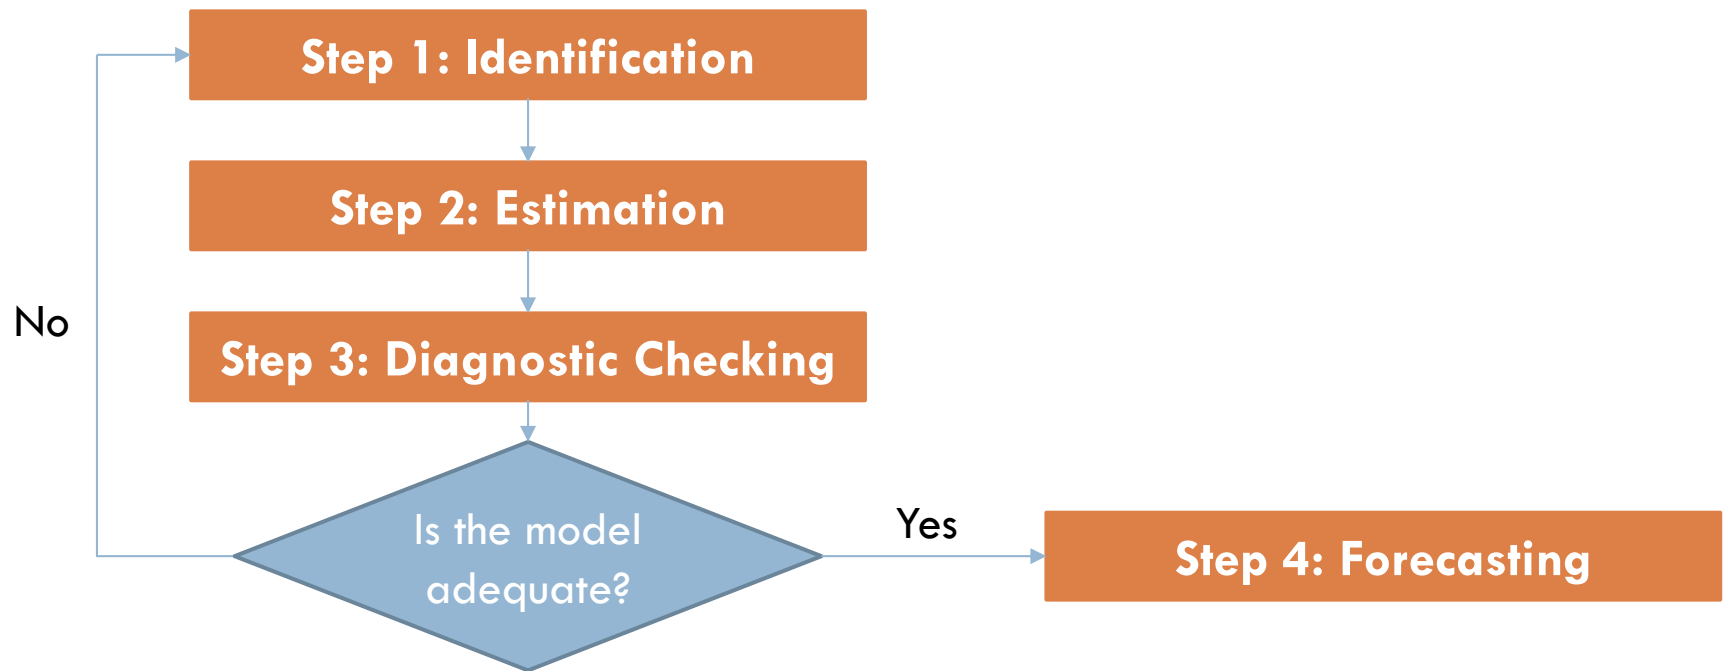 Step 1: Identification
Step 2: Estimation
No
Step 3: Diagnostic Checking
Is the model
adequate?
Yes
Step 4: Forecasting